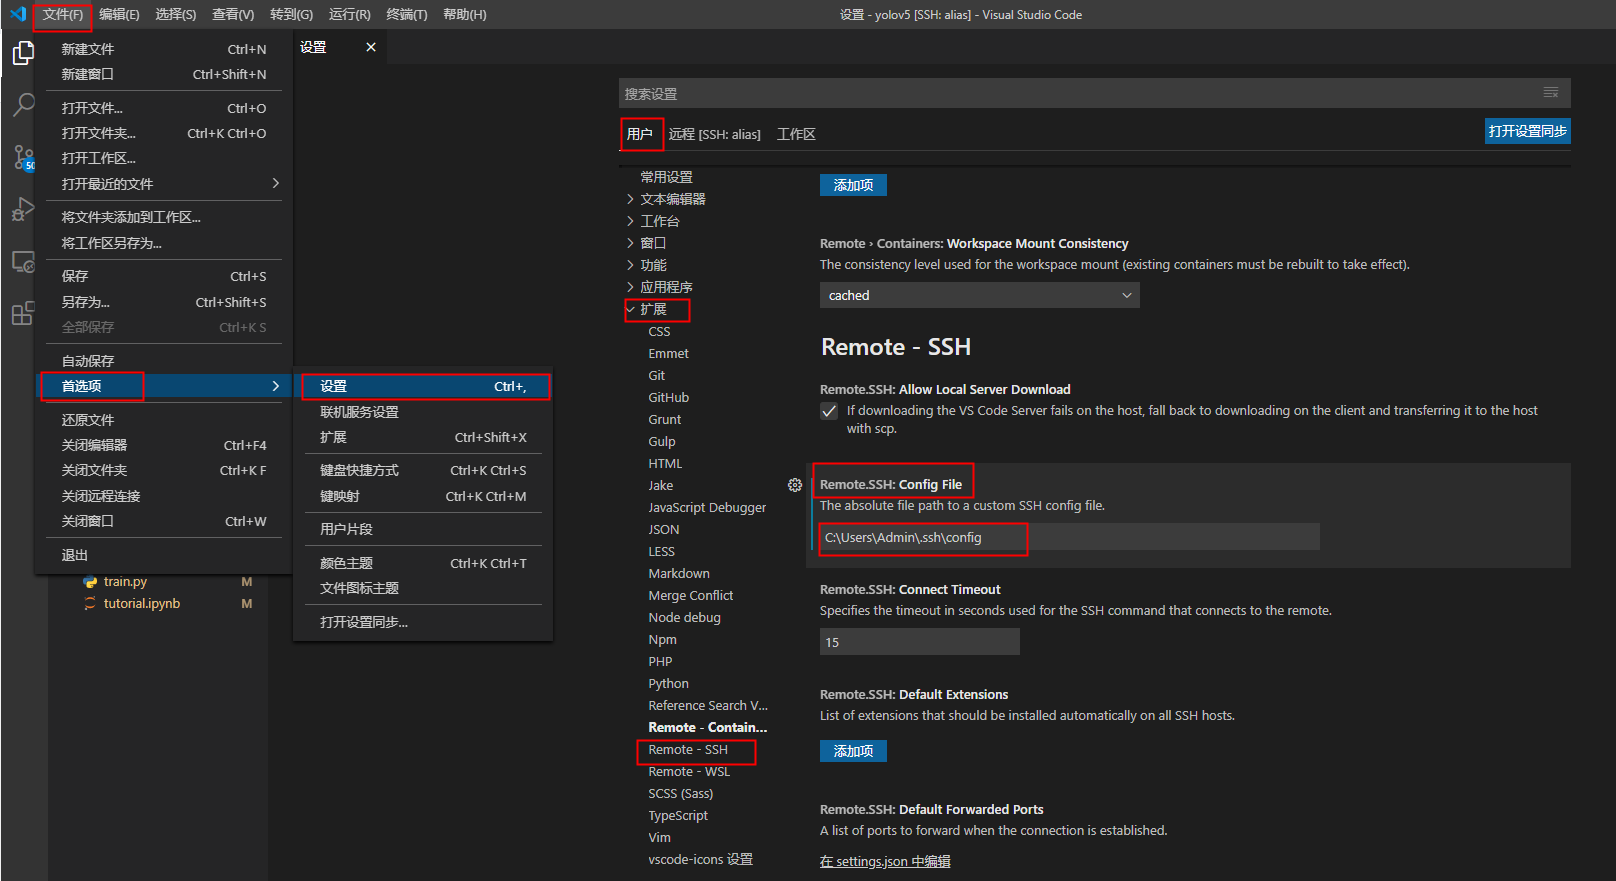 文件(F) 编辑(E) 选择(S) 查看(V) 转到(G) 运行(R) 终端(T) 帮助(H) 设置 - yolov5 [SSH: alias] - Visual Studio Code
新建文件 Ctrl+N
新建窗口 Ctrl+Shift+N
打开文件... Ctrl+O
打开文件夹... Ctrl+K Ctrl+O
打开工作区...
打开最近的文件
将文件夹添加到工作区...
将工作区另存为...
保存 Ctrl+S
另存为... Ctrl+Shift+S
全部保存 Ctrl+K S
自动保存
首选项
还原文件
关闭编辑器 Ctrl+F4
关闭文件夹 Ctrl+K F
关闭远程连接
关闭窗口 Ctrl+W
退出
train.py M
tutorial.ipynb M
设置 Ctrl+,
联机服务设置
扩展 Ctrl+Shift+X
键盘快捷方式 Ctrl+K Ctrl+S
键映射 Ctrl+K Ctrl+M
用户片段
颜色主题 Ctrl+K Ctrl+T
文件图标主题
打开设置同步...
设置
搜索设置
用户 远程 [SSH: alias] 工作区 打开设置同步
常用设置
文本编辑器
工作台
窗口
功能
应用程序
扩展
CSS
Emmet
Git
GitHub
Grunt
Gulp
HTML
Jake
JavaScript Debugger
JSON
LESS
Markdown
Merge Conflict
Node debug
Npm
PHP
Python
Reference Search V...
Remote - Contain...
Remote - SSH
Remote - WSL
SCSS (Sass)
TypeScript
Vim
vscode-icons 设置
添加项
Remote › Containers: Workspace Mount Consistency
The consistency level used for the workspace mount (existing containers must be rebuilt to take effect).
cached
Remote - SSH
Remote.SSH: Allow Local Server Download
If downloading the VS Code Server fails on the host, fall back to downloading on the client and transferring it to the host
with scp.
Remote.SSH: Config File
The absolute file path to a custom SSH config file.
C:\Users\Admin\.ssh\config
Remote.SSH: Connect Timeout
Specifies the timeout in seconds used for the SSH command that connects to the remote.
15
Remote.SSH: Default Extensions
List of extensions that should be installed automatically on all SSH hosts.
添加项
Remote.SSH: Default Forwarded Ports
A list of ports to forward when the connection is established.
在 settings.json 中编辑